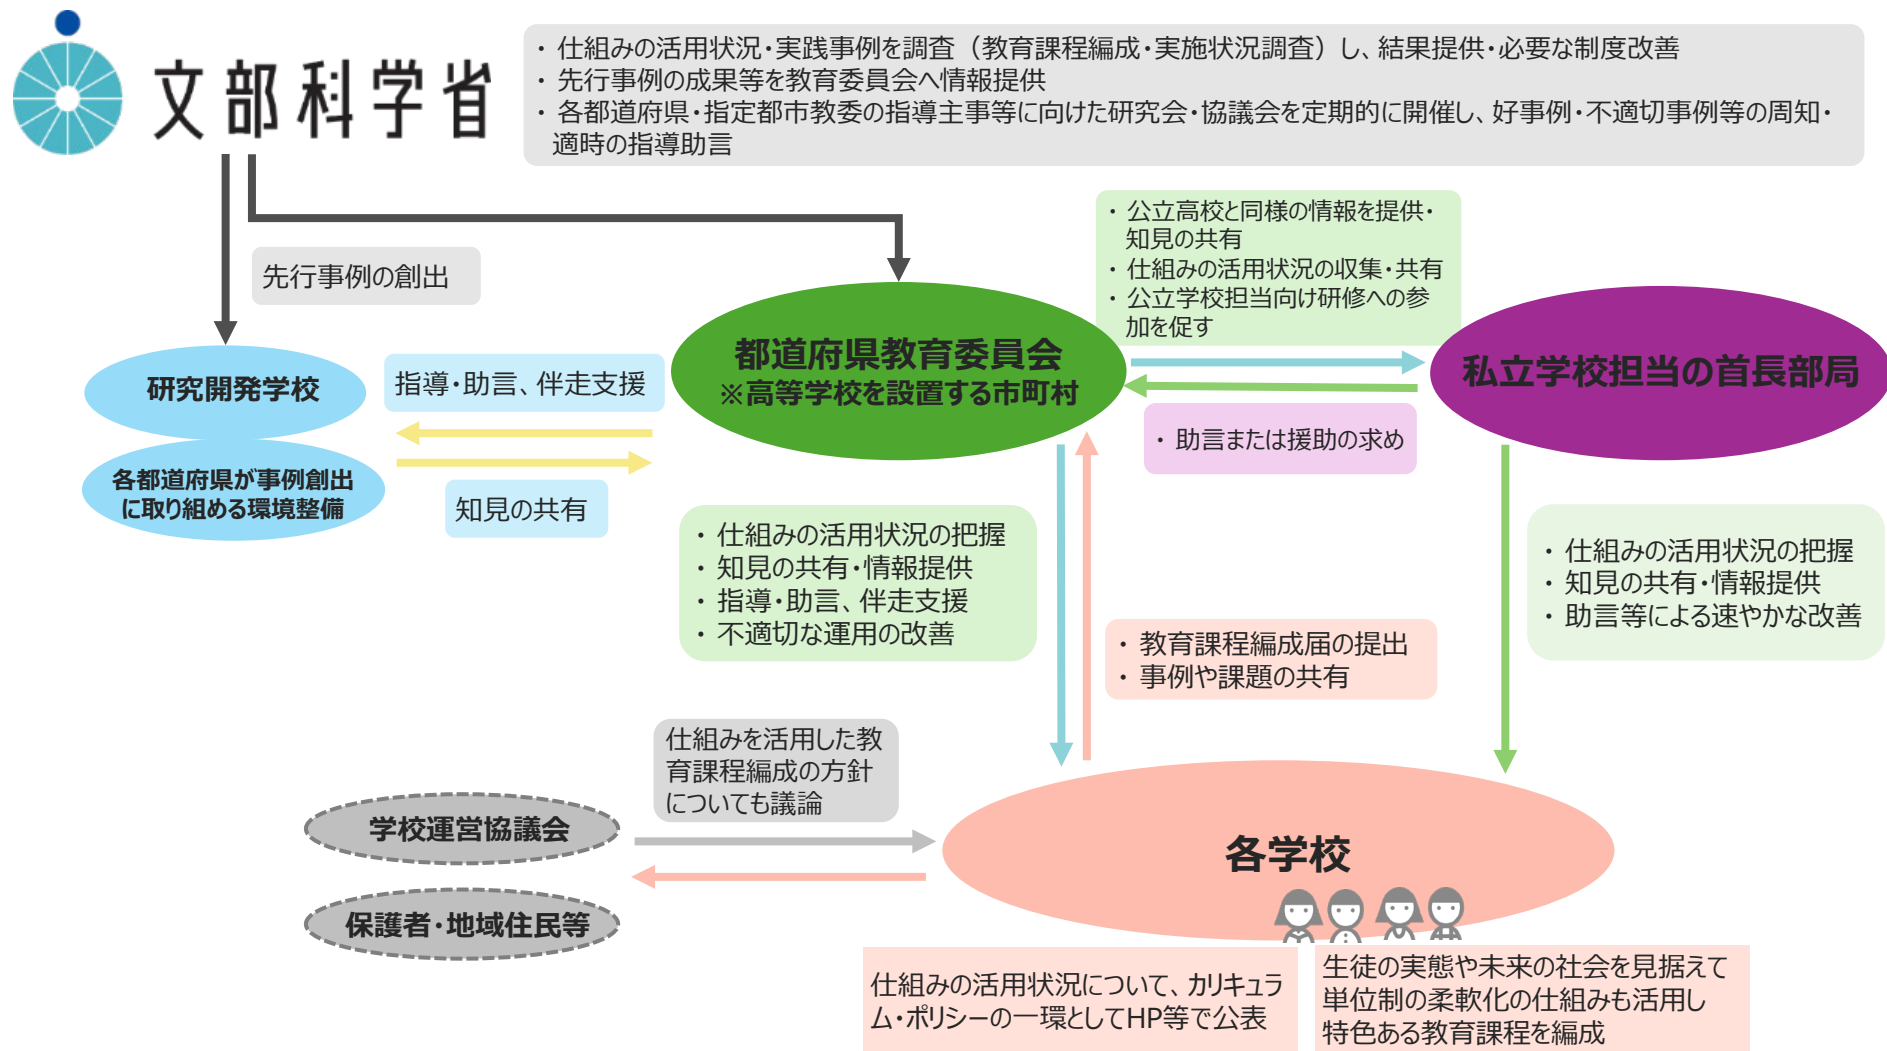 文部科学省
・ 仕組みの活用状況・実践事例を調査（教育課程編成・実施状況調査）し、結果提供・必要な制度改善
・ 先行事例の成果等を教育委員会へ情報提供
・ 各都道府県・指定都市教委の指導主事等に向けた研究会・協議会を定期的に開催し、好事例・不適切事例等の周知・
適時の指導助言
先行事例の創出
・ 公立高校と同様の情報を提供・
知見の共有
・ 仕組みの活用状況の収集・共有
・ 公立学校担当向け研修への参
加を促す
都道府県教育委員会
※高等学校を設置する市町村
私立学校担当の首長部局
研究開発学校
指導・助言、伴走支援
・ 助言または援助の求め
各都道府県が事例創出
に取り組める環境整備
知見の共有
・ 仕組みの活用状況の把握
・ 知見の共有・情報提供
・ 指導・助言、伴走支援
・ 不適切な運用の改善
・ 仕組みの活用状況の把握
・ 知見の共有・情報提供
・ 助言等による速やかな改善
・ 教育課程編成届の提出
・ 事例や課題の共有
仕組みを活用した教
育課程編成の方針
についても議論
学校運営協議会
各学校
保護者・地域住民等
仕組みの活用状況について、カリキュラ
ム・ポリシーの一環としてHP等で公表
生徒の実態や未来の社会を見据えて
単位制の柔軟化の仕組みも活用し
特色ある教育課程を編成